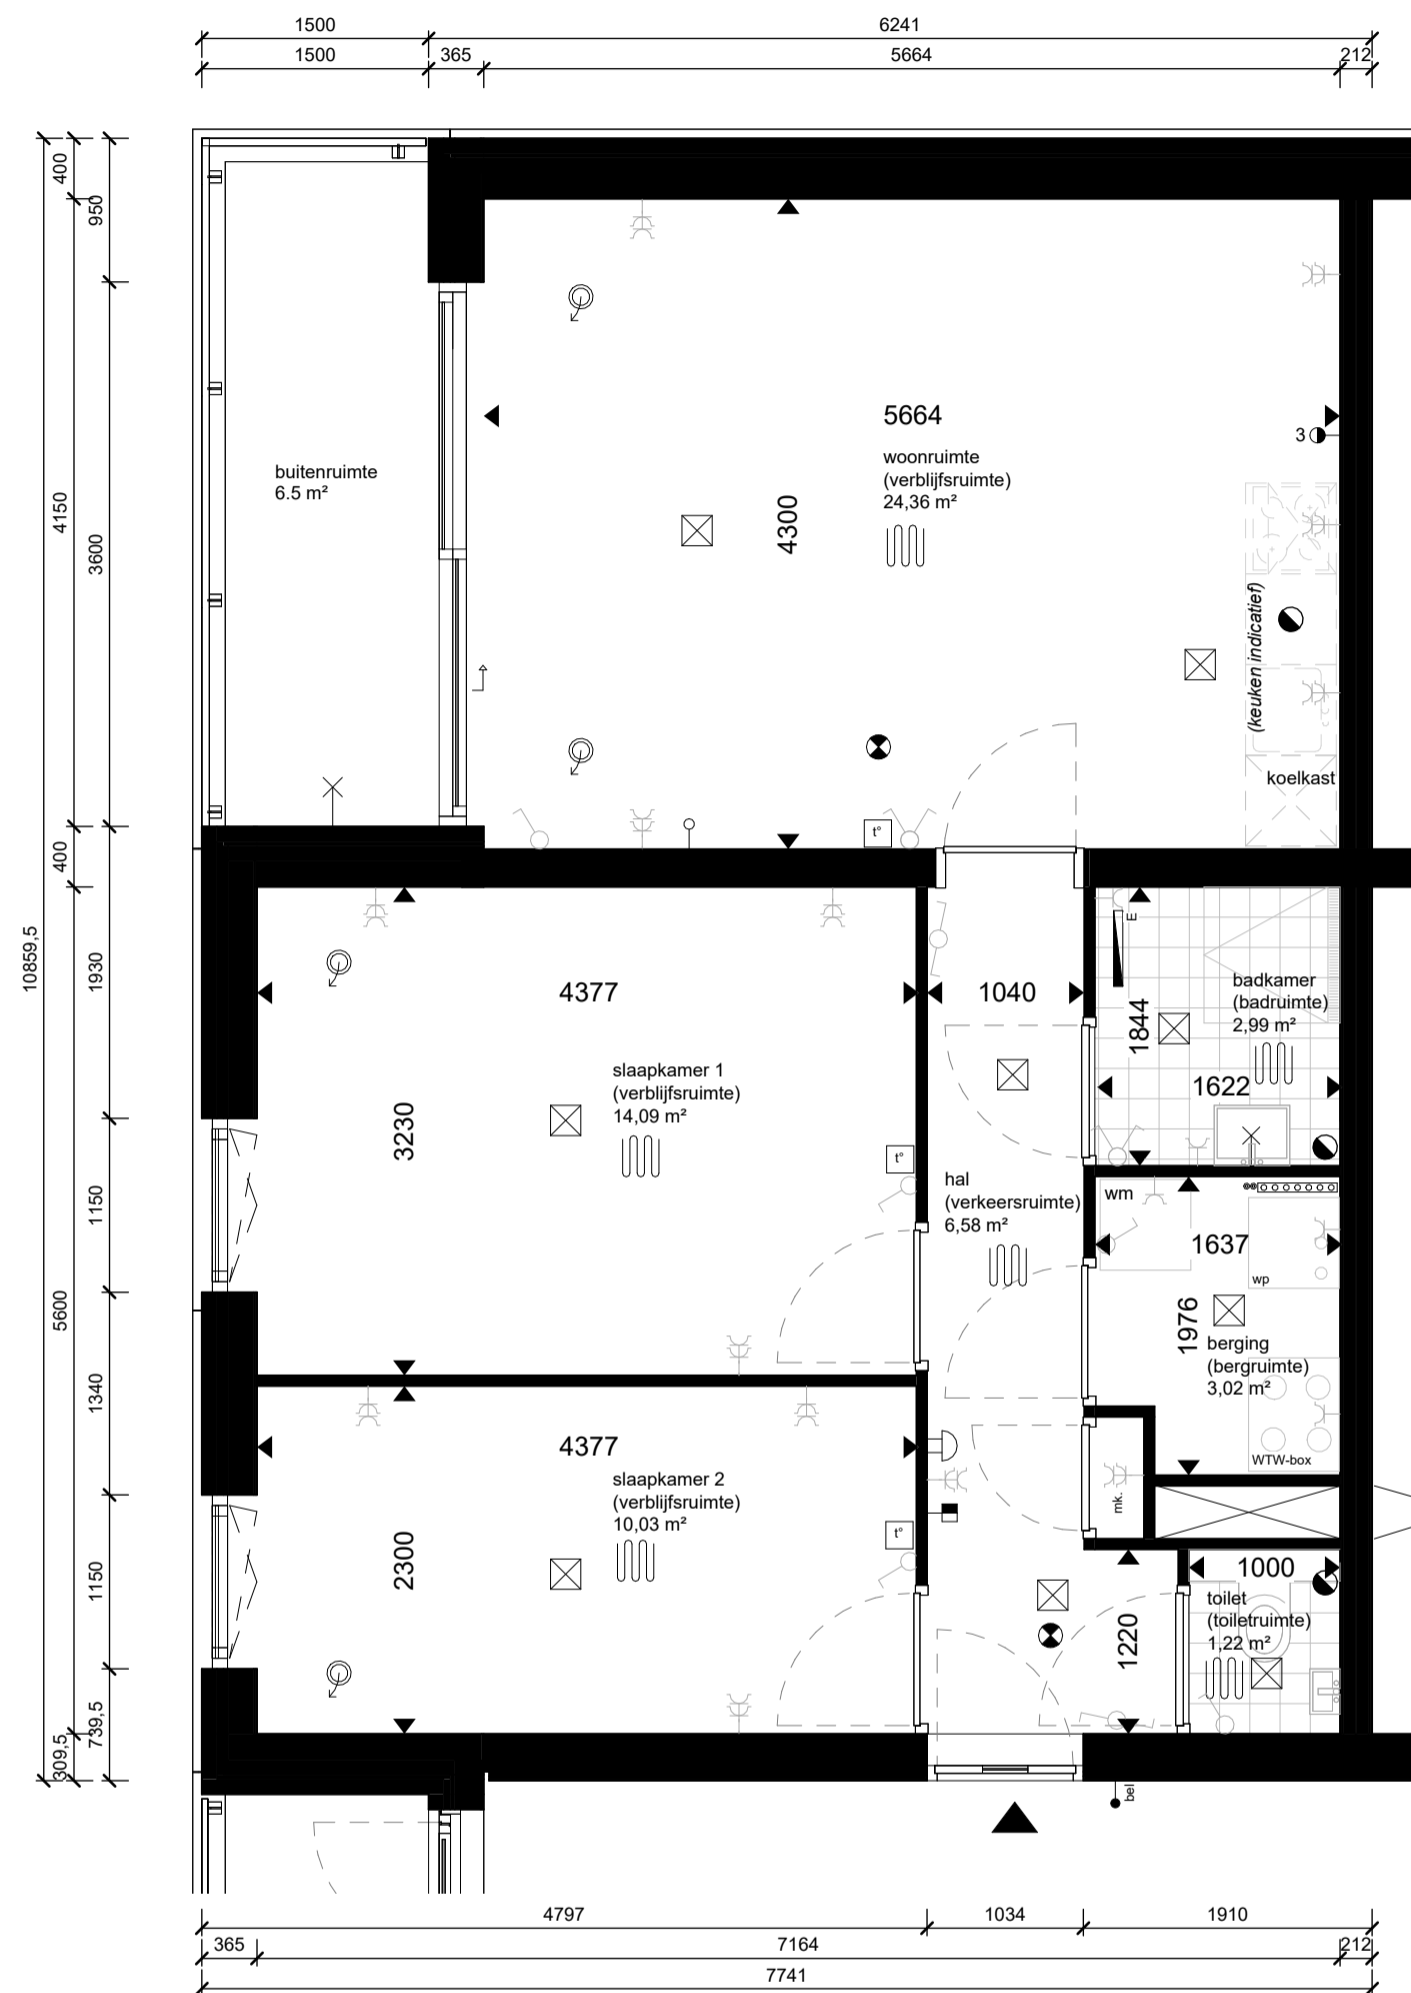 1500
6241
1500
365
5664
212
400
950
5664
3
woonruimte
(verblijfsruimte)
24,36 m²
buitenruimte
6.5 m²
4150
3600
4300
(keuken indicatief)
koelkast
t°
400
10859,5
1930
4377
1040
E
1844
badkamer
(badruimte)
2,99 m²
1622
slaapkamer 1
(verblijfsruimte)
14,09 m²
3230
t°
hal
(verkeersruimte)
6,58 m²
wm
1637
wp
1150
5600
1976
berging
(bergruimte)
3,02 m²
WTW-box
1340
4377
slaapkamer 2
(verblijfsruimte)
10,03 m²
mk.
t°
2300
1150
1000
toilet
(toiletruimte)
1,22 m²
1220
739,5
309,5
bel
4797
1034
1910
365
7164
212
7741